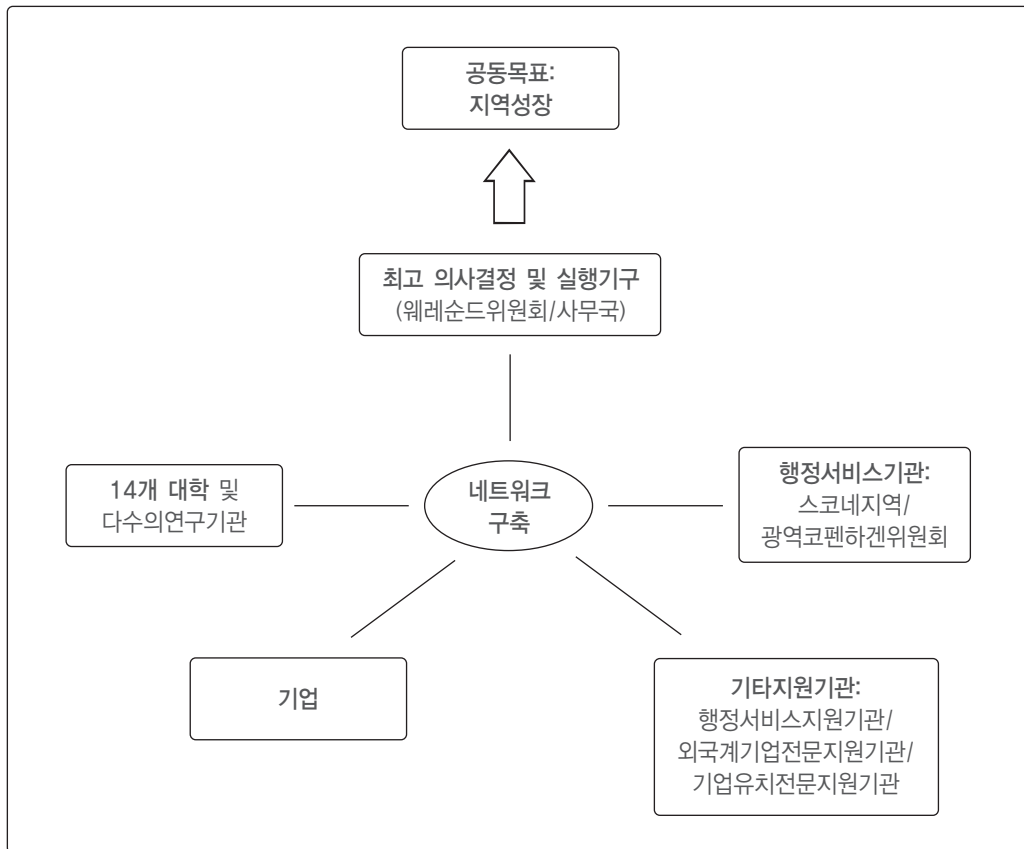 공동목표:
지역성장
최고 의사결정 및 실행기구
(웨레순드위원회/사무국)
14개 대학 및
다수의연구기관
네트워크
구축
행정서비스기관:
스코네지역/
광역코펜하겐위원회
기업
기타지원기관:
행정서비스지원기관/
외국계기업전문지원기관/
기업유치전문지원기관